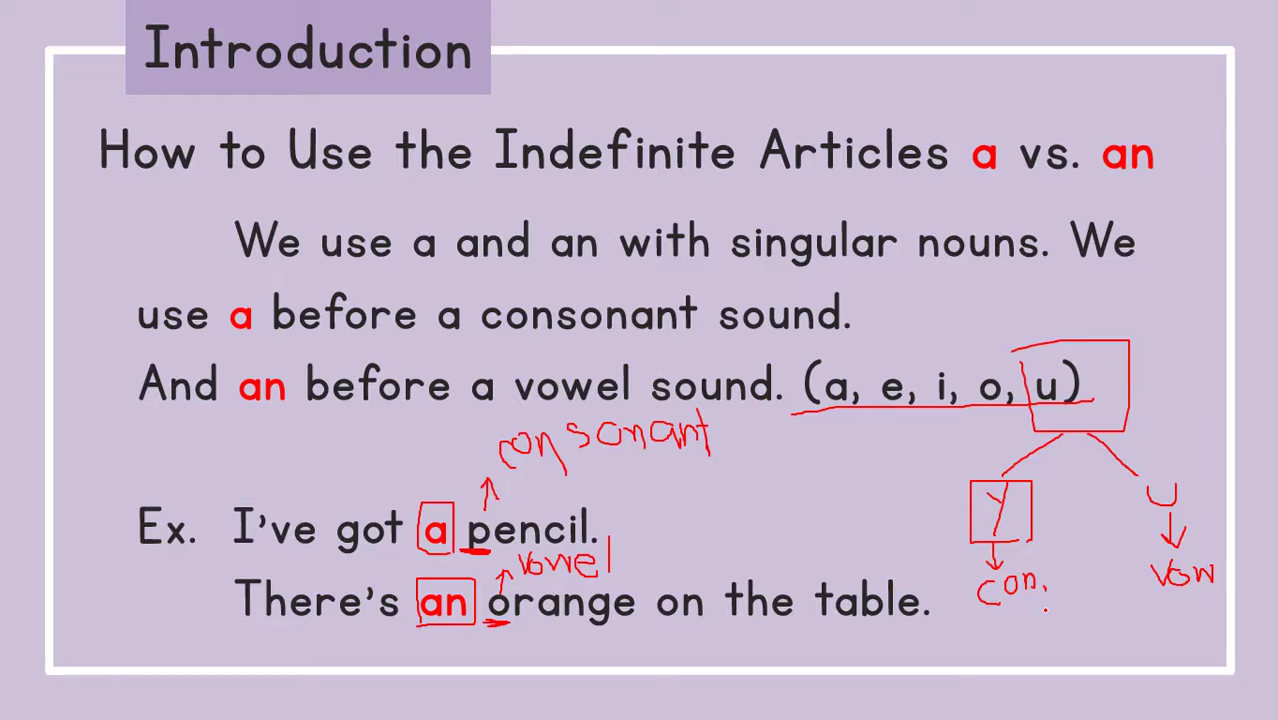 Introduction
How to Use the Indefinite Articles a vs. an
We use a and an with singular nouns. We
use a before a consonant sound.
And an before a vowel sound. (a, e, i, o, u)
consonant
Y
U
Ex. I've got a pencil.
vowel
vow
con.
There's an orange on the table.